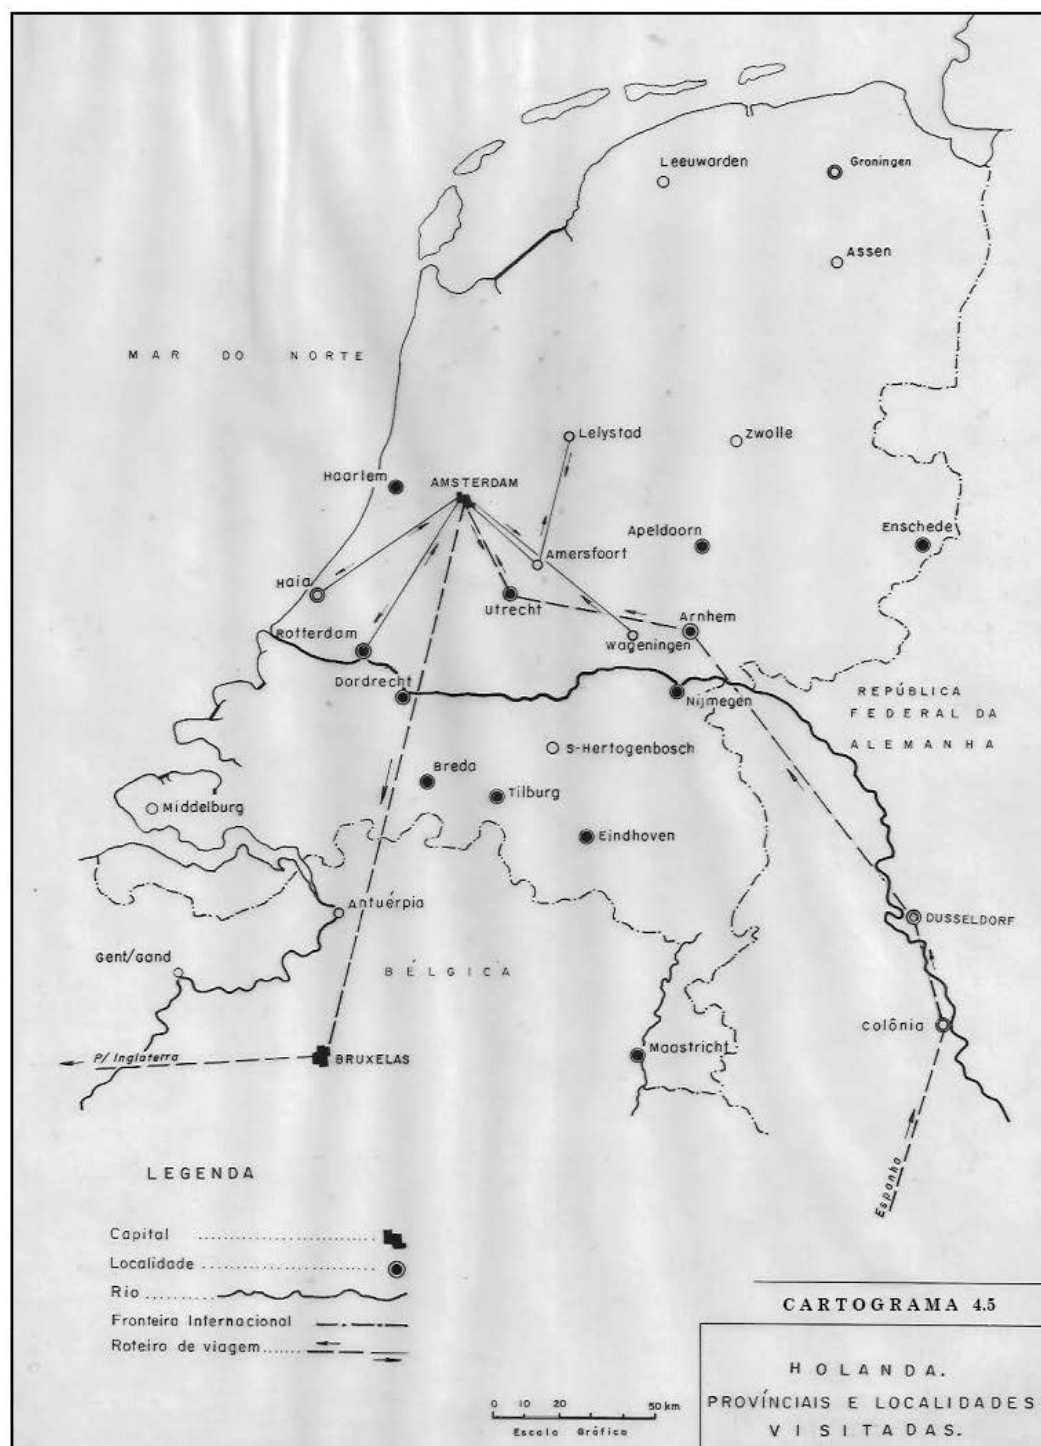 Leeuwarden
Groningen
Assen
MAR DO NORTE
Lelystad
Zwolle
Haarlem
AMSTERDAM
Apeldoorn
Enschede
Amersfoort
Haia
Utrecht
Arnhem
Rotterdam
Wageningen
Dordrecht
Nijmegen
REPÚBLICA
FEDERAL DA
ALEMANHA
S-Hertogenbosch
Breda
Tilburg
Middelburg
Eindhoven
Antuérpia
DUSSELDORF
Gent/Gand
BÉLGICA
Colônia
P/ Inglaterra
BRUXELAS
Maastricht
Espanha
LEGENDA
Capital ............................
Localidade ............................
Rio ..........
Fronteira Internacional
Roteiro de viagem ......
CARTOGRAMA 4.5
HOLANDA.
PROVÍNCIAIS E LOCALIDADES
VISITADAS.
0 10 20 50 km
Escala Gráfica